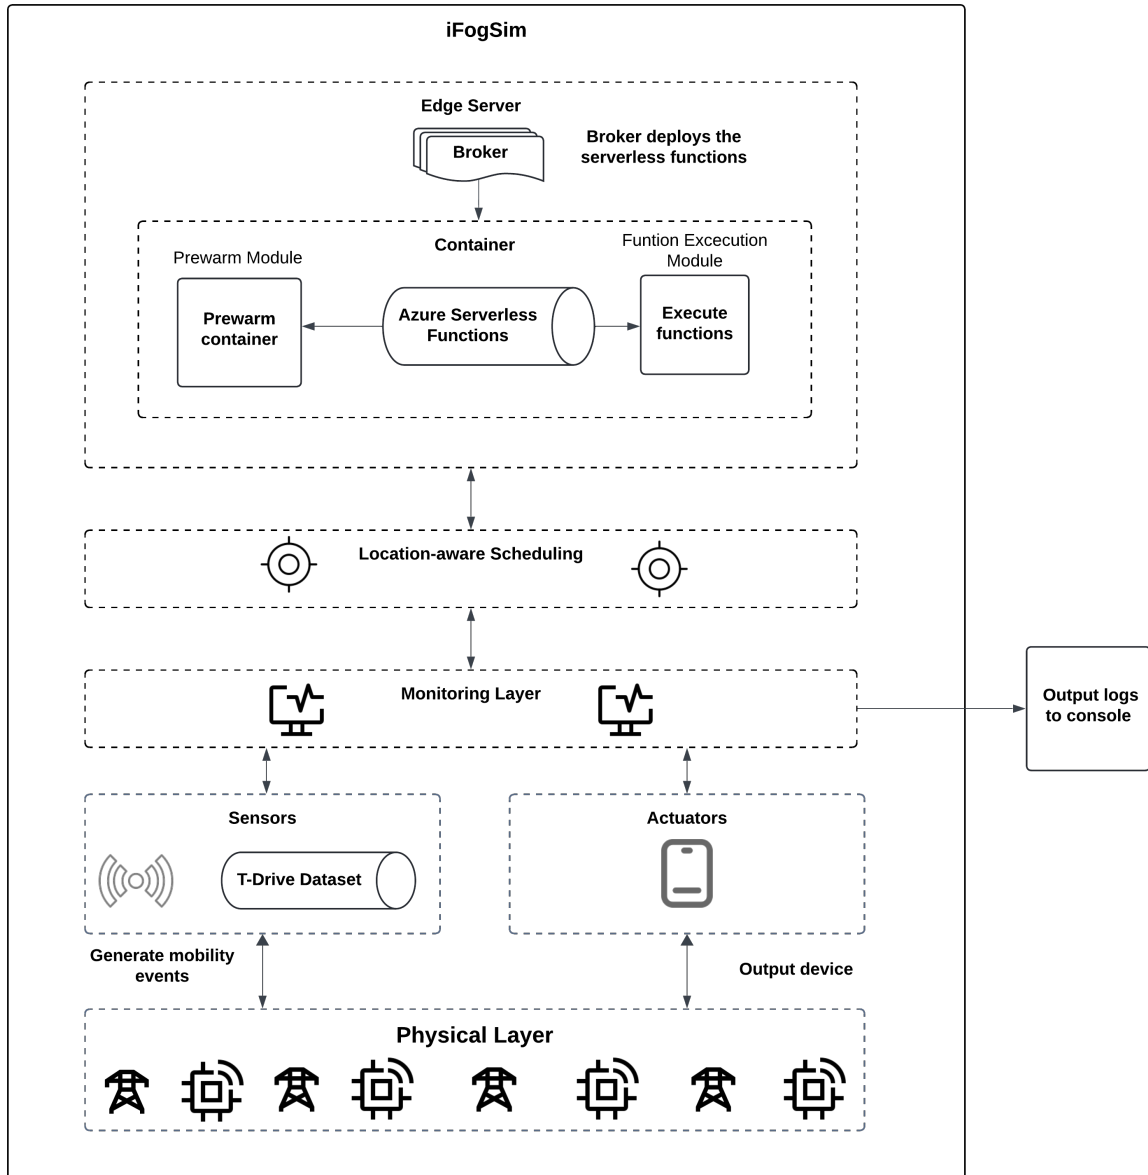 iFogSim
Edge Server
Broker
Broker deploys the
serverless functions
Container
Prewarm Module
Prewarm
container
Azure Serverless
Functions
Funtion Excecution
Module
Execute
functions
Location-aware Scheduling
Monitoring Layer
Output logs
to console
Sensors
T-Drive Dataset
Actuators
Generate mobility
events
Output device
Physical Layer